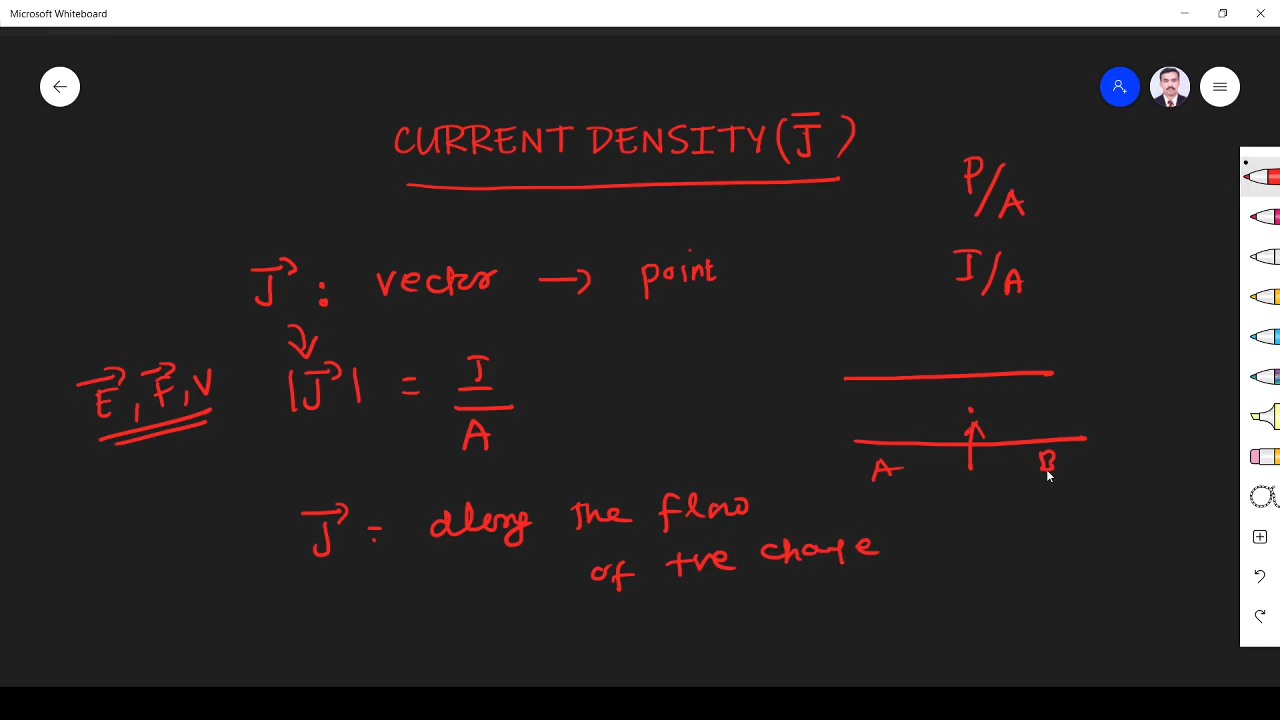 Microsoft Whiteboard
CURRENT DENSITY (J̅)
P/A
J⃗ : vector → point
I/A
E⃗, F⃗, V
|J⃗| = I/A
A B
J⃗ : along the flow
of +ve charge